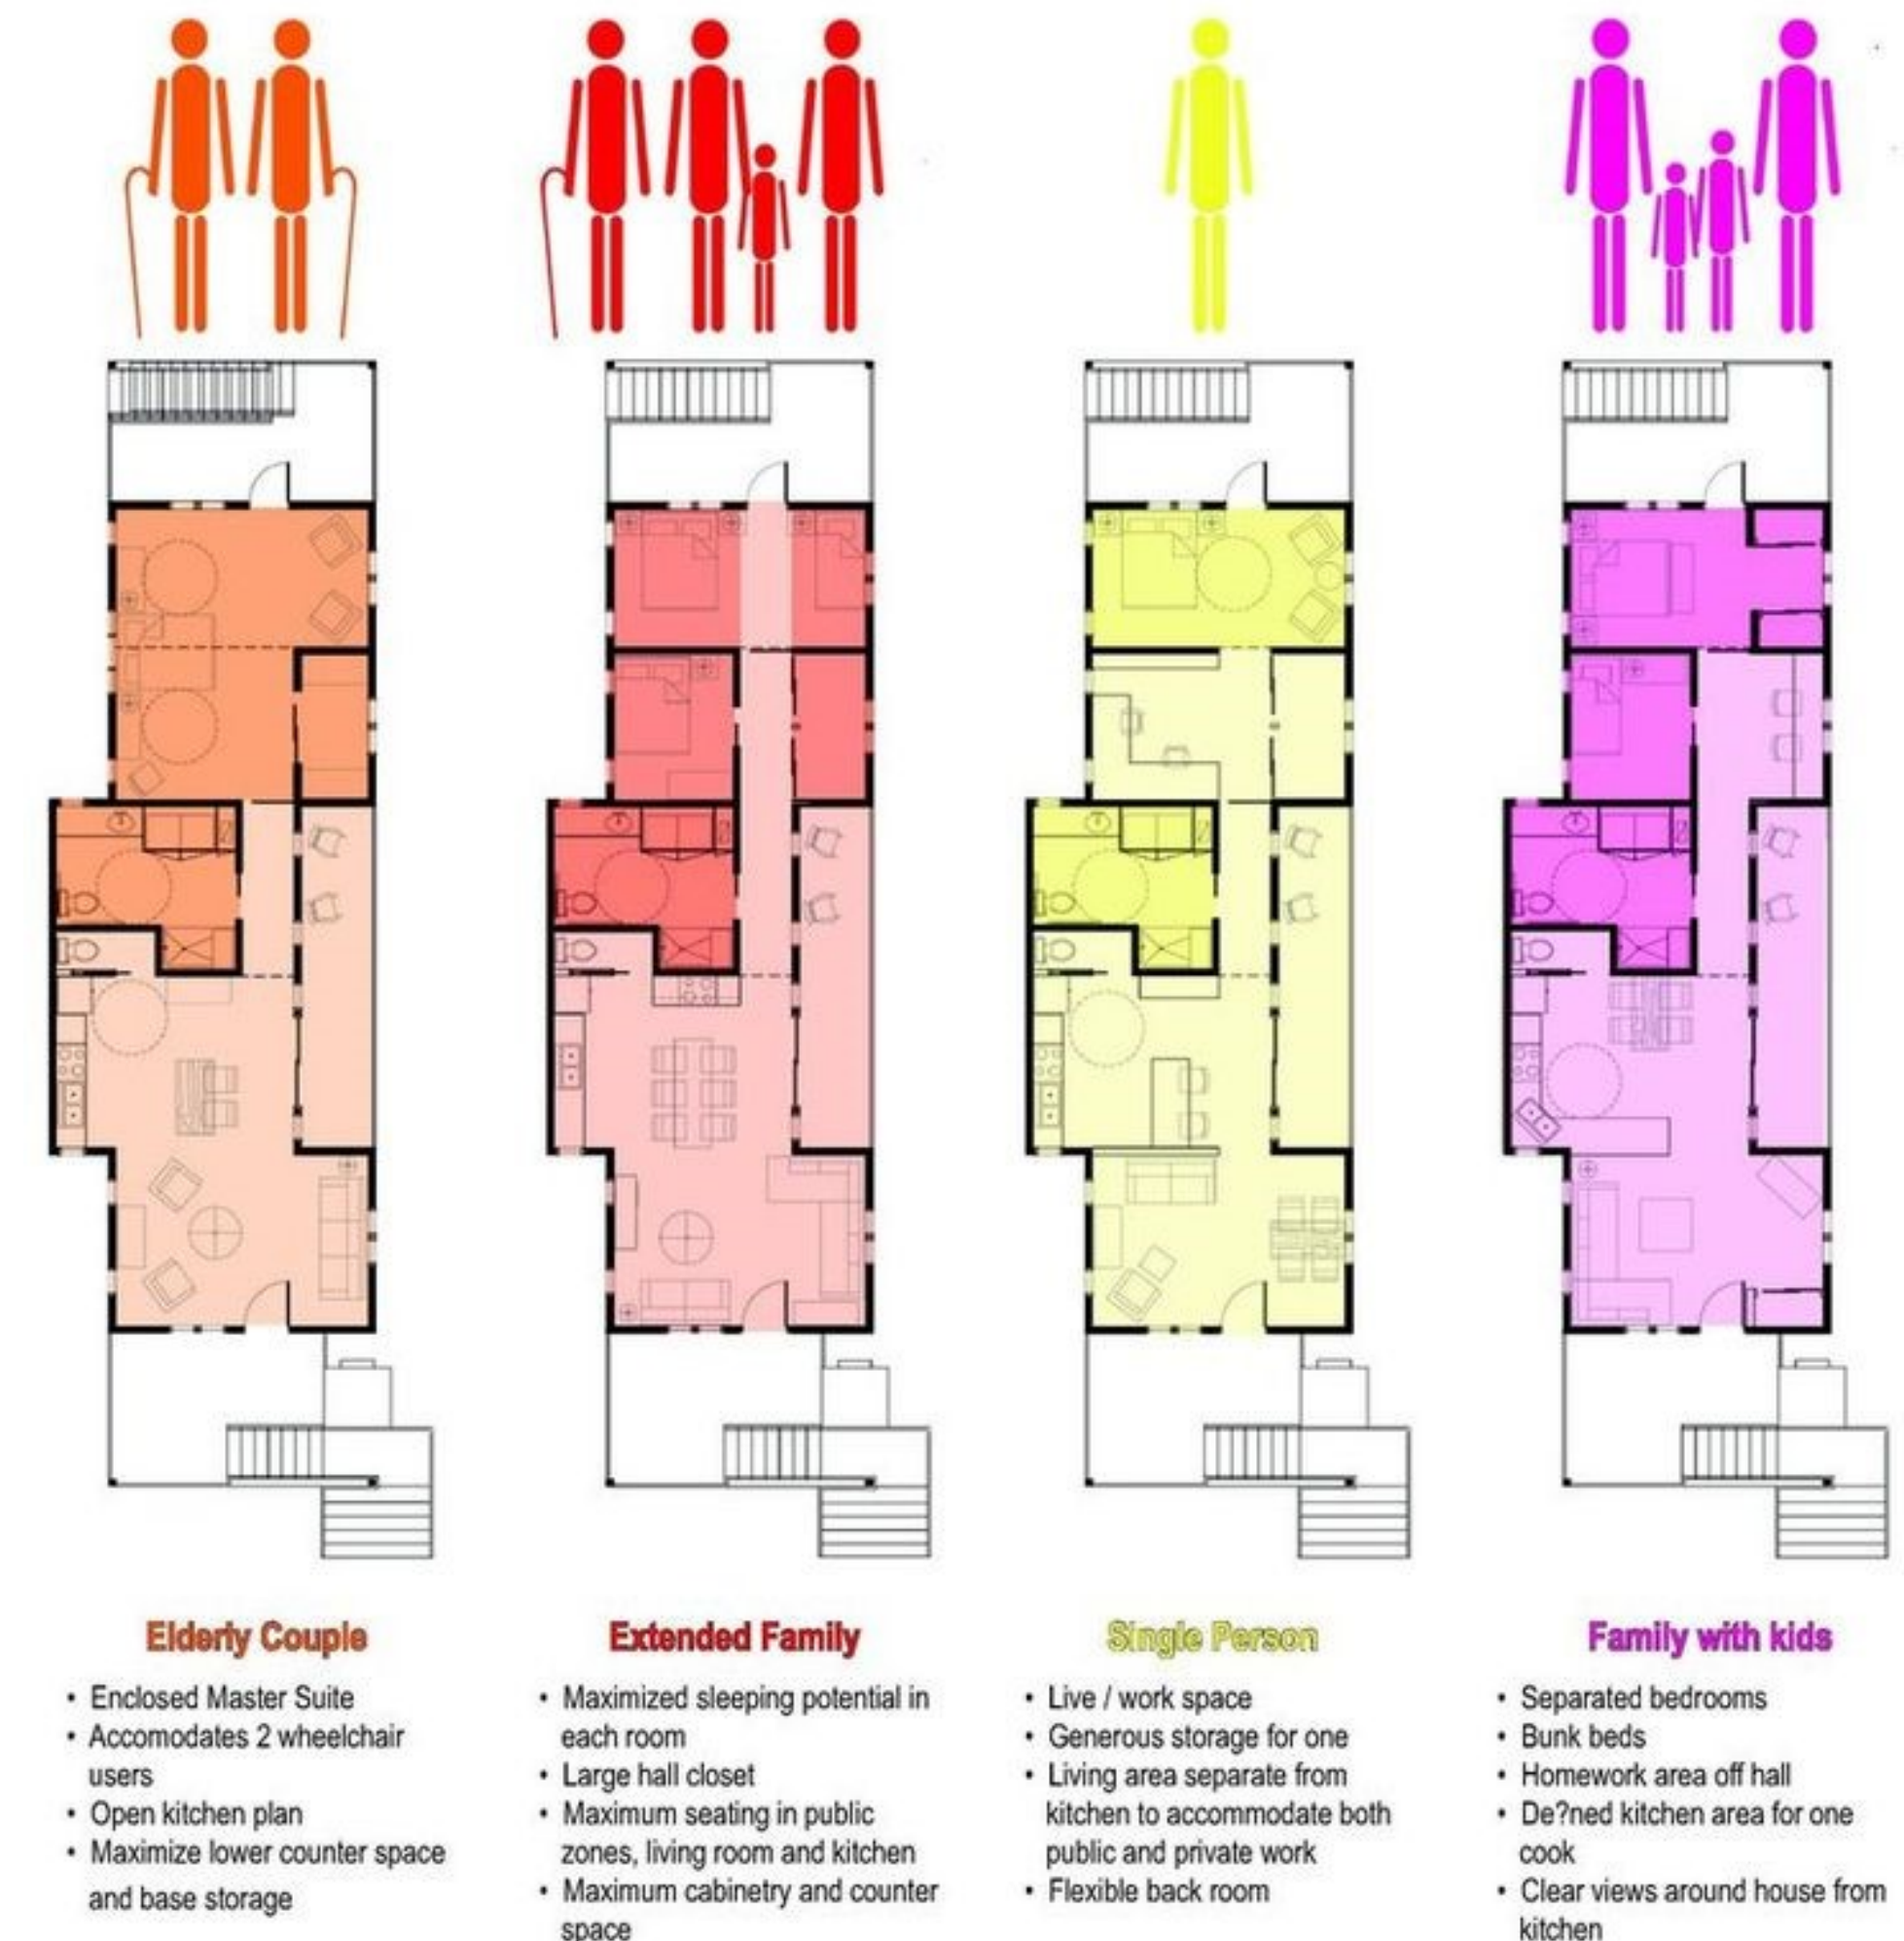 Elderly Couple
• Enclosed Master Suite
• Accomodates 2 wheelchair
users
• Open kitchen plan
• Maximize lower counter space
and base storage
Extended Family
• Maximized sleeping potential in
each room
• Large hall closet
• Maximum seating in public
zones, living room and kitchen
• Maximum cabinetry and counter
space
Single Person
• Live / work space
• Generous storage for one
• Living area separate from
kitchen to accommodate both
public and private work
• Flexible back room
Family with kids
• Separated bedrooms
• Bunk beds
• Homework area off hall
• De?ned kitchen area for one
cook
• Clear views around house from
kitchen